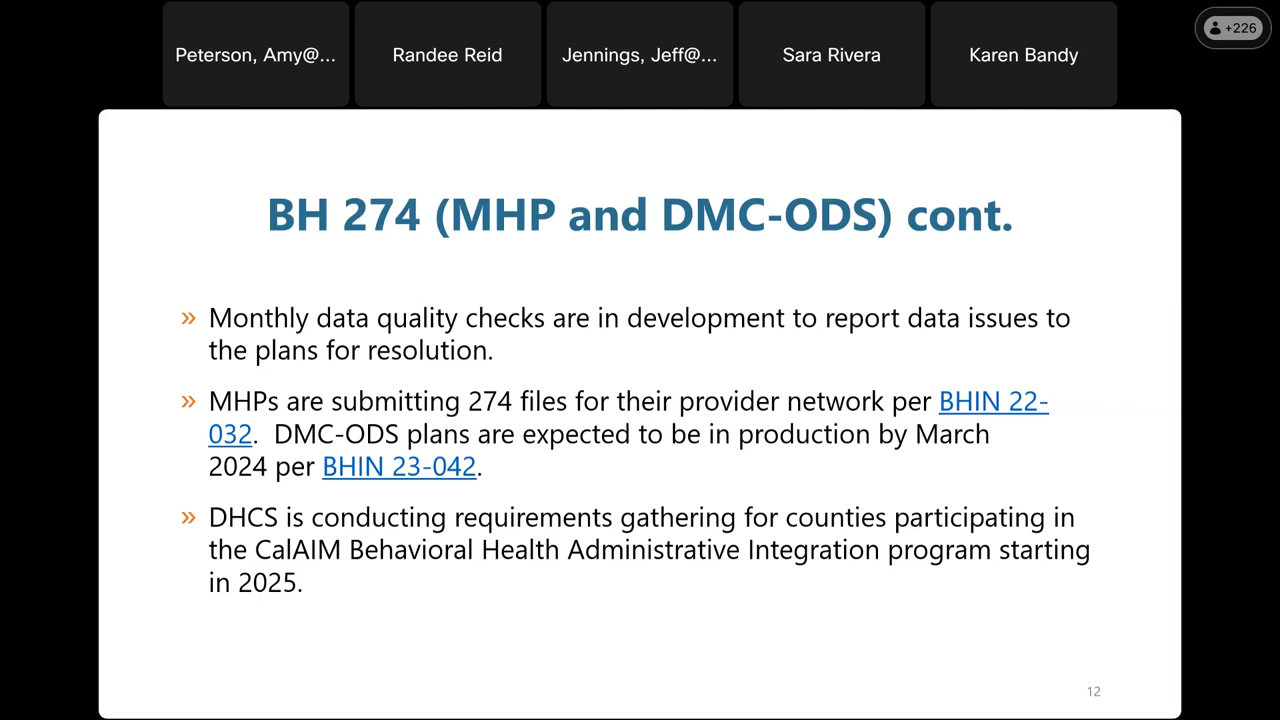 Peterson, Amy@...
Randee Reid
Jennings, Jeff@...
Sara Rivera
Karen Bandy
+226
BH 274 (MHP and DMC-ODS) cont.
» Monthly data quality checks are in development to report data issues to
the plans for resolution.
» MHPs are submitting 274 files for their provider network per BHIN 22-
032.  DMC-ODS plans are expected to be in production by March
2024 per BHIN 23-042.
» DHCS is conducting requirements gathering for counties participating in
the CalAIM Behavioral Health Administrative Integration program starting
in 2025.
12